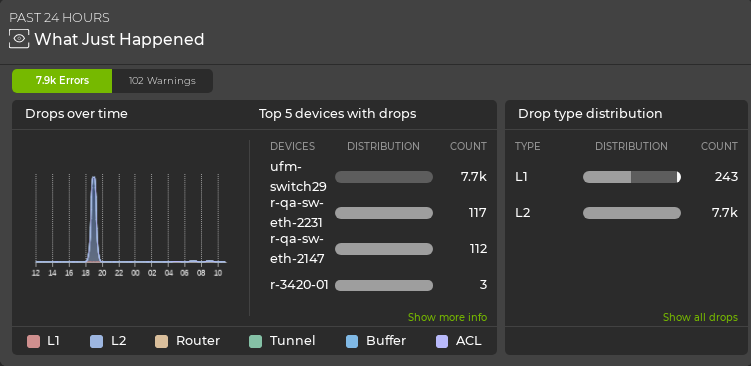 PAST 24 HOURS
What Just Happened
7.9k Errors
102 Warnings
Drops over time
12 14 16 18 20 22 00 02 04 06 08 10
Top 5 devices with drops
DEVICES DISTRIBUTION COUNT
ufm-
switch29 7.7k
r-qa-sw-
eth-2231 117
r-qa-sw-
eth-2147 112
r-3420-01 3
Show more info
L1 L2 Router Tunnel Buffer ACL
Drop type distribution
TYPE DISTRIBUTION COUNT
L1 243
L2 7.7k
Show all drops